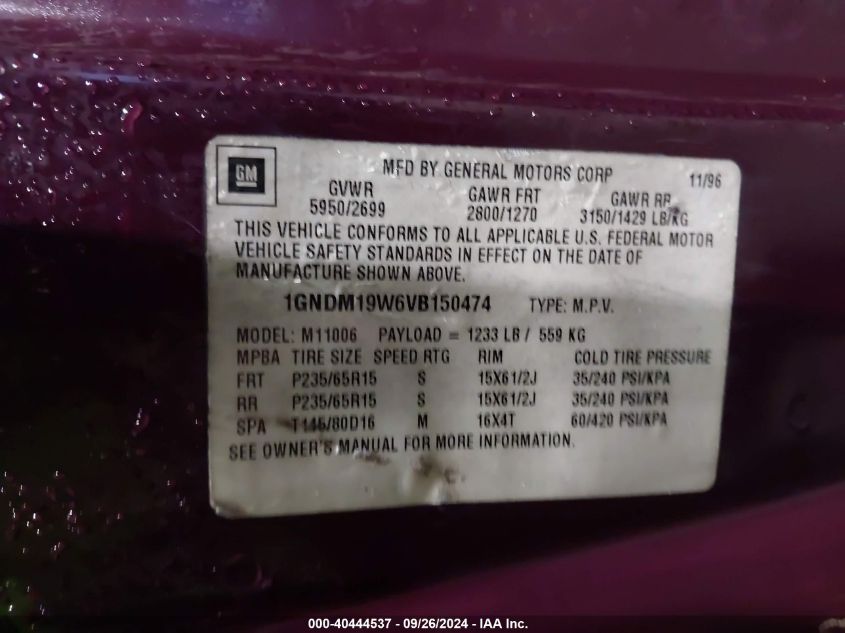 GM
MFD BY GENERAL MOTORS CORP 11/96
GVWR GAWR FRT GAWR RR
5950/2699 2800/1270 3150/1429 LB/KG
THIS VEHICLE CONFORMS TO ALL APPLICABLE U.S. FEDERAL MOTOR
VEHICLE SAFETY STANDARDS IN EFFECT ON THE DATE OF
MANUFACTURE SHOWN ABOVE.
1GNDM19W6VB150474 TYPE: M.P.V.
MODEL: M11006 PAYLOAD = 1233 LB / 559 KG
MPBA TIRE SIZE SPEED RTG RIM COLD TIRE PRESSURE
FRT P235/65R15 S 15X61/2J 35/240 PSI/KPA
RR P235/65R15 S 15X61/2J 35/240 PSI/KPA
SPA /80D16 M 16X4T 60/420 PSI/KPA
SEE OWNER'S MANUAL FOR MORE INFORMATION.
000-40444537 - 09/26/2024 - IAA Inc.